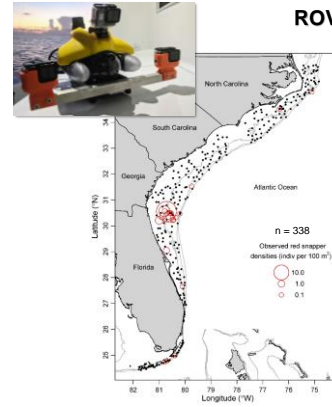 ROV
North Carolina
South Carolina
Georgia
Florida
Atlantic Ocean
n = 338
Observed red snapper
densities (indiv per 100 m²)
10.0
1.0
0.1
Latitude (°N)
34
33
32
31
30
29
28
27
26
25
82
81
80
79
78
77
76
75
Longitude (°W)